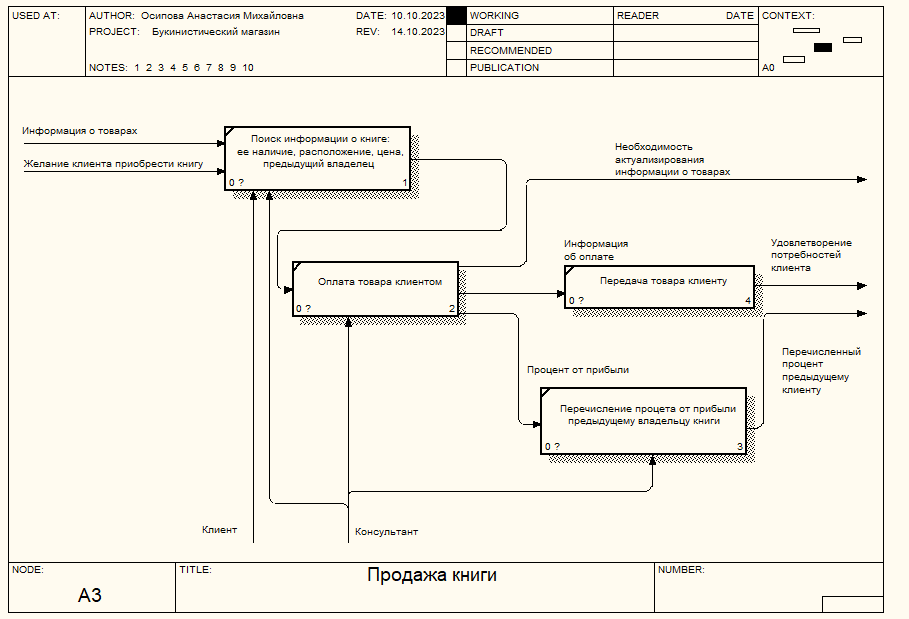 USED AT:
AUTHOR: Осипова Анастасия Михайловна
DATE: 10.10.2023
PROJECT: Букинистический магазин
REV: 14.10.2023
NOTES: 1 2 3 4 5 6 7 8 9 10
WORKING
DRAFT
RECOMMENDED
PUBLICATION
READER
DATE
CONTEXT:
A0
Информация о товарах
Желание клиента приобрести книгу
Поиск информации о книге:
ее наличие, расположение, цена,
предыдущий владелец
0 ?
1
Необходимость
актуализирования
информации о товарах
Оплата товара клиентом
0 ?
2
Информация
об оплате
Передача товара клиенту
0 ?
4
Удовлетворение
потребностей
клиента
Процент от прибыли
Перечисление процета от прибыли
предыдущему владельцу книги
0 ?
3
Перечисленный
процент
предыдущему
клиенту
Клиент
Консультант
NODE:
A3
TITLE:
Продажа книги
NUMBER: